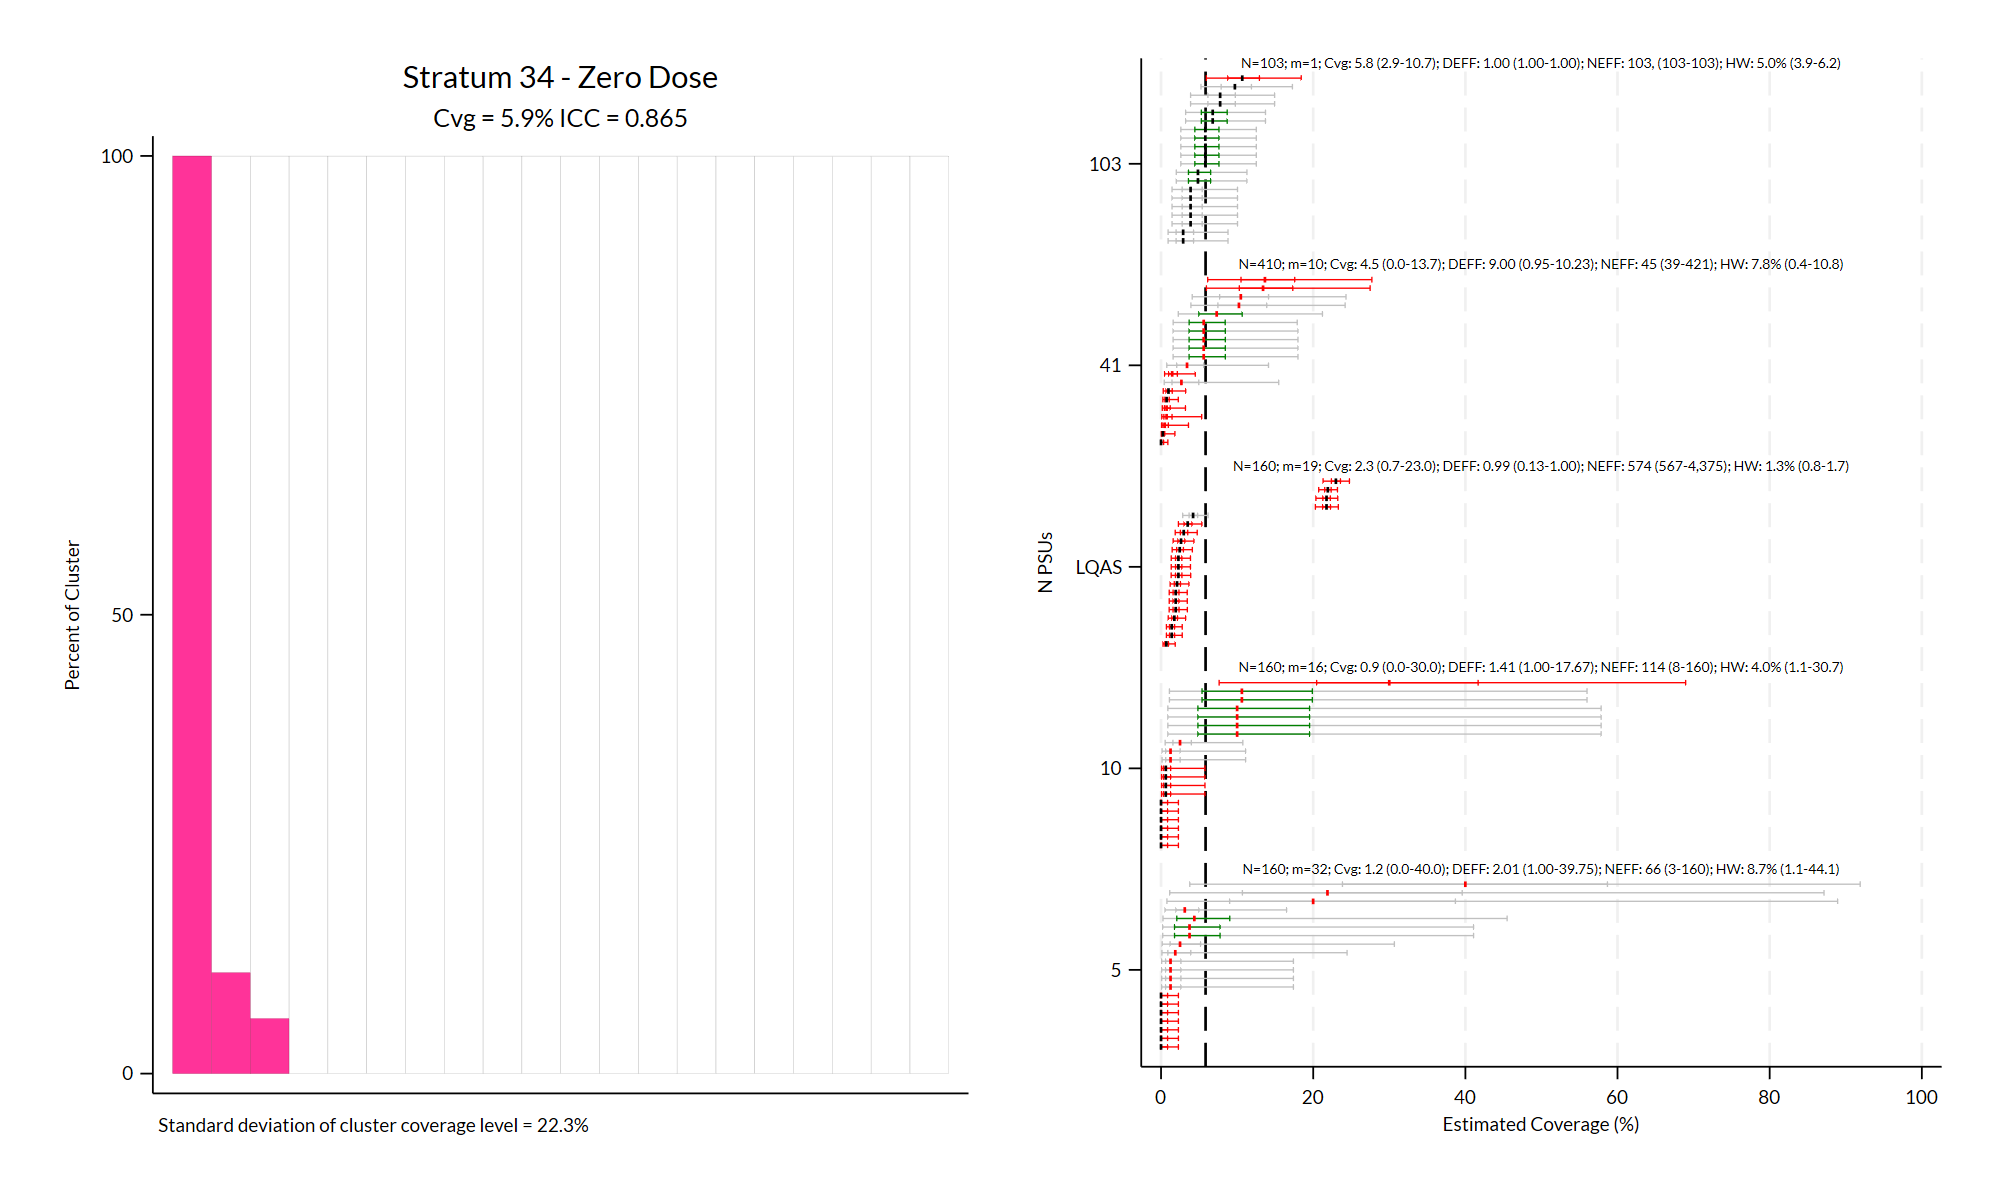 Stratum 34 - Zero Dose
Cvg = 5.9% ICC = 0.865
100
50
0
Percent of Cluster
Standard deviation of cluster coverage level = 22.3%
N=103; m=1; Cvg: 5.8 (2.9-10.7); DEFF: 1.00 (1.00-1.00); NEFF: 103, (103-103); HW: 5.0% (3.9-6.2)
103
N=410; m=10; Cvg: 4.5 (0.0-13.7); DEFF: 9.00 (0.95-10.23); NEFF: 45 (39-421); HW: 7.8% (0.4-10.8)
41
N=160; m=19; Cvg: 2.3 (0.7-23.0); DEFF: 0.99 (0.13-1.00); NEFF: 574 (567-4,375); HW: 1.3% (0.8-1.7)
LQAS
N=160; m=16; Cvg: 0.9 (0.0-30.0); DEFF: 1.41 (1.00-17.67); NEFF: 114 (8-160); HW: 4.0% (1.1-30.7)
10
N=160; m=32; Cvg: 1.2 (0.0-40.0); DEFF: 2.01 (1.00-39.75); NEFF: 66 (3-160); HW: 8.7% (1.1-44.1)
5
N PSUs
0 20 40 60 80 100
Estimated Coverage (%)